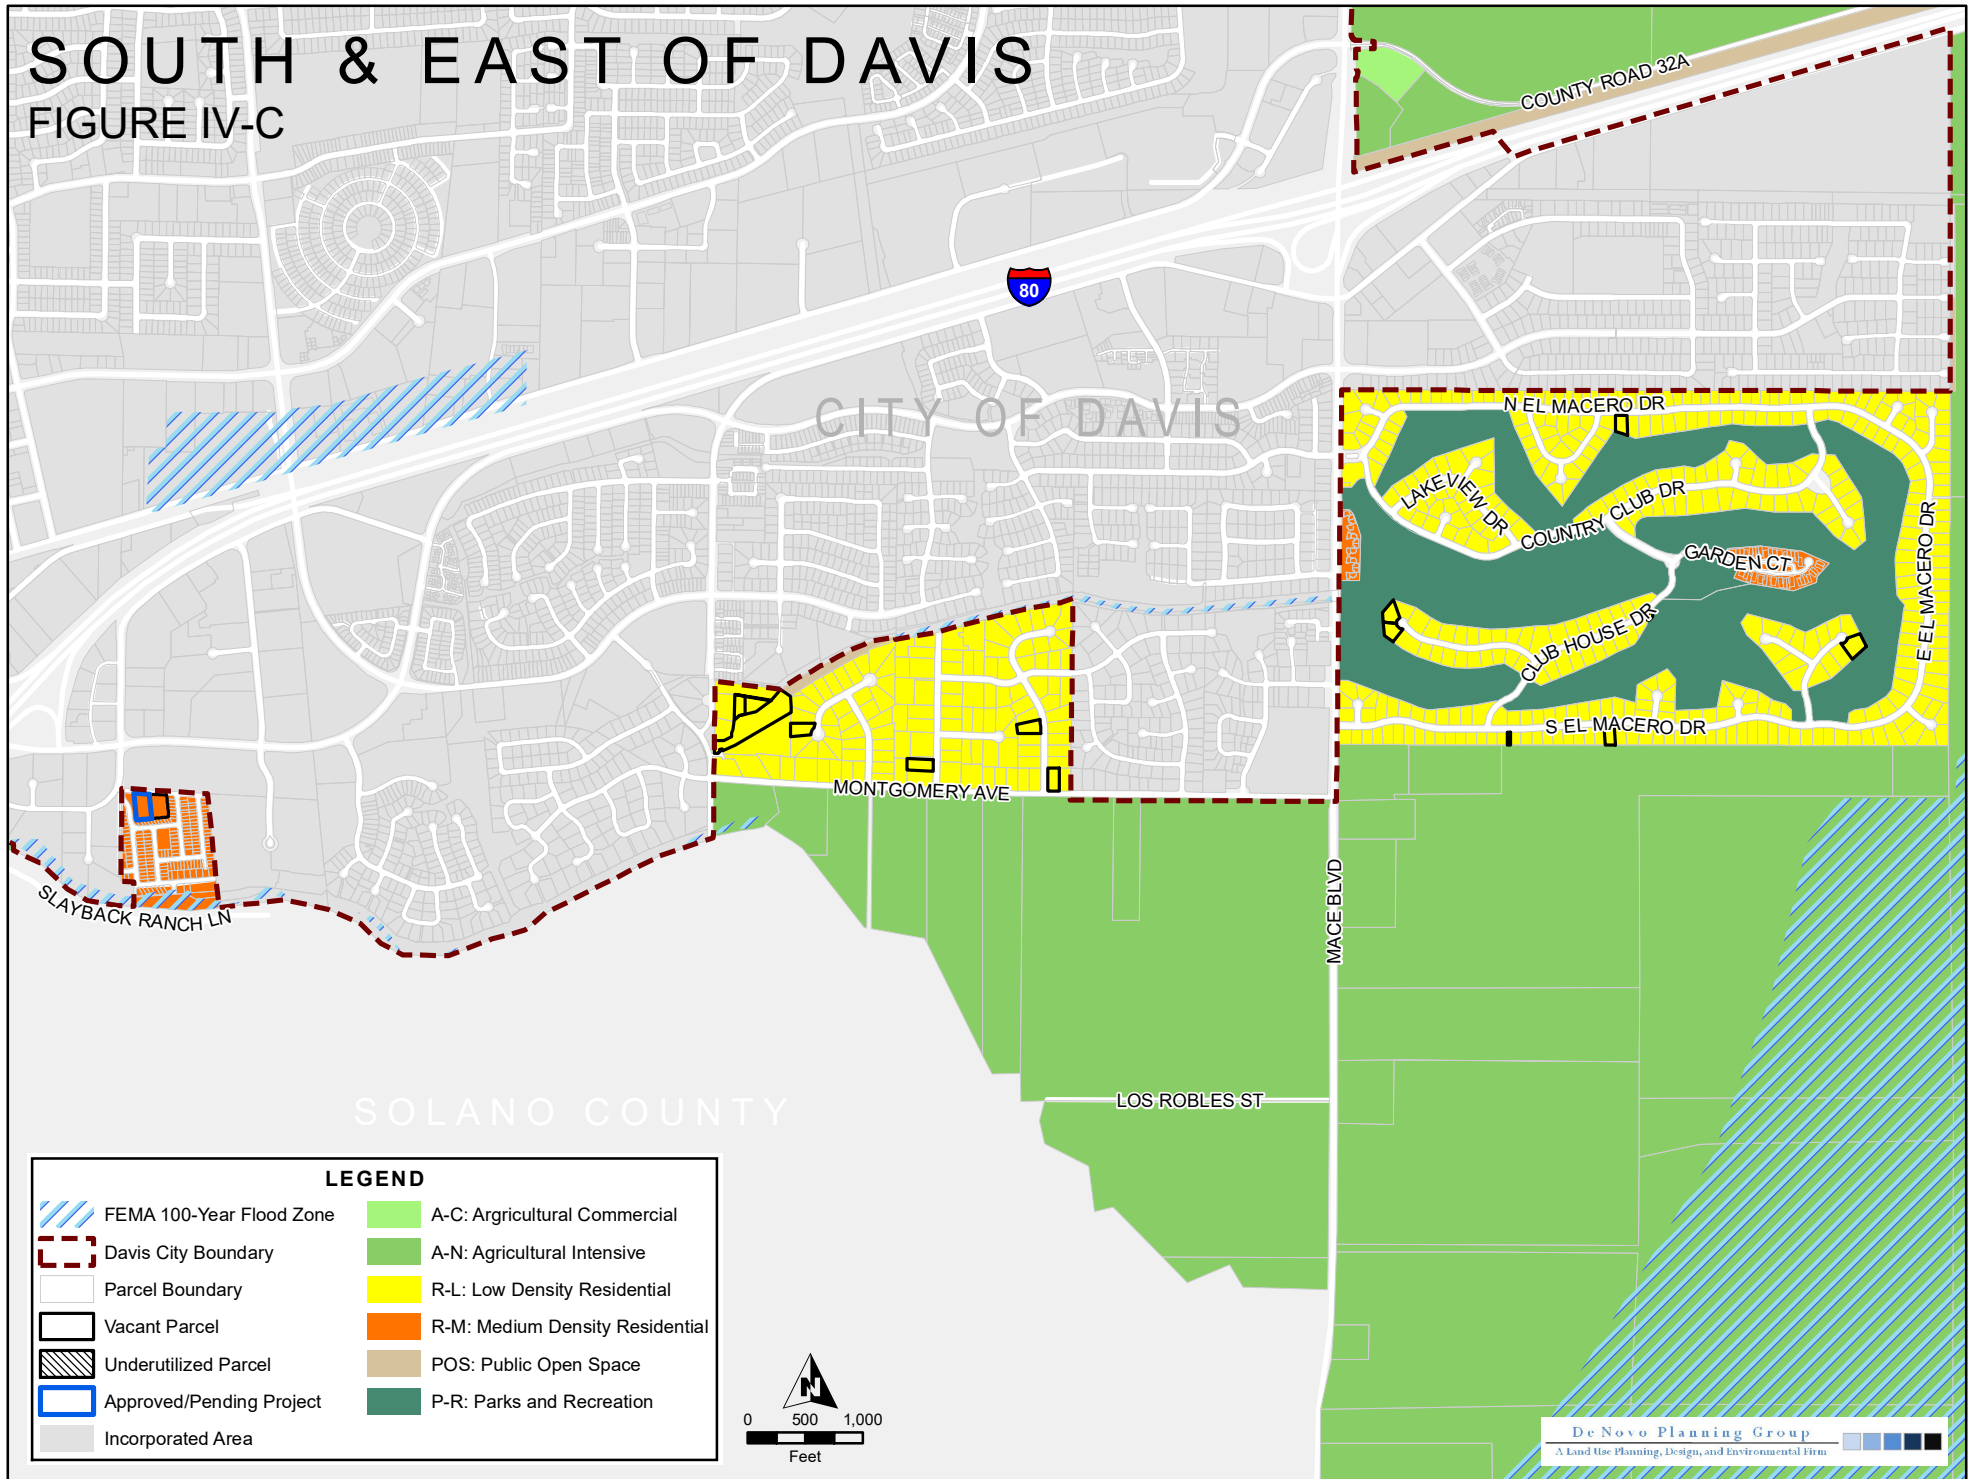 SOUTH & EAST OF DAVIS
FIGURE IV-C
COUNTY ROAD 32A
80
CITY OF DAVIS
N EL MACERO DR
LAKEVIEW DR
COUNTRY CLUB DR
GARDEN CT
E EL MACERO DR
CLUB HOUSE DR
S EL MACERO DR
MONTGOMERY AVE
MACE BLVD
SLAYBACK RANCH LN
LOS ROBLES ST
SOLANO COUNTY
LEGEND
FEMA 100-Year Flood Zone
Davis City Boundary
Parcel Boundary
Vacant Parcel
Underutilized Parcel
Approved/Pending Project
Incorporated Area
A-C: Argricultural Commercial
A-N: Agricultural Intensive
R-L: Low Density Residential
R-M: Medium Density Residential
POS: Public Open Space
P-R: Parks and Recreation
N
0 500 1,000
Feet
De Novo Planning Group
A Land Use Planning, Design, and Environmental Firm